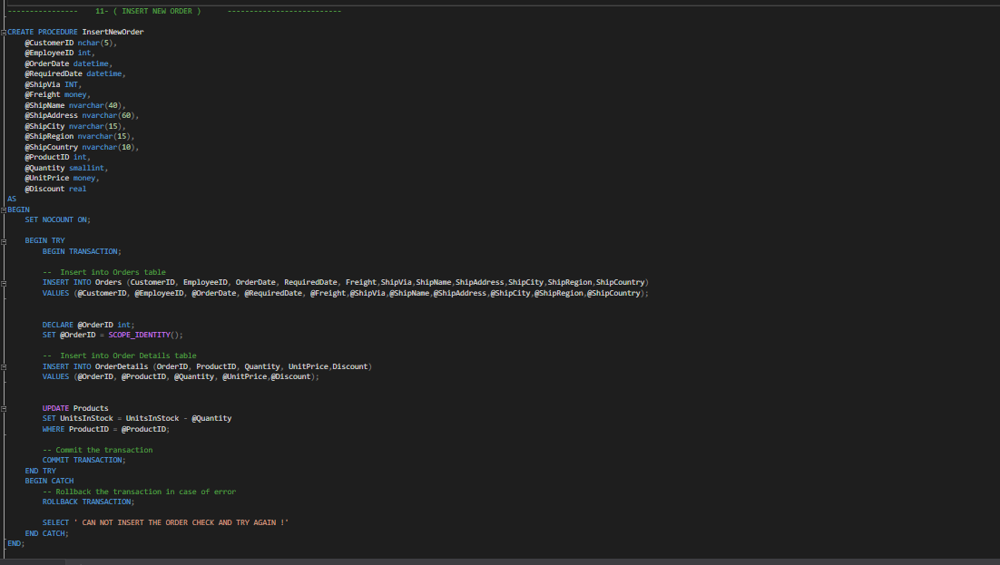 ----------------    11- ( INSERT NEW ORDER )      --------------------------
CREATE PROCEDURE InsertNewOrder
    @CustomerID nchar(5),
    @EmployeeID int,
    @OrderDate datetime,
    @RequiredDate datetime,
    @ShipVia INT,
    @Freight money,
    @ShipName nvarchar(40),
    @ShipAddress nvarchar(60),
    @ShipCity nvarchar(15),
    @ShipRegion nvarchar(15),
    @ShipCountry nvarchar(10),
    @ProductID int,
    @Quantity smallint,
    @UnitPrice money,
    @Discount real
AS
BEGIN
    SET NOCOUNT ON;
    BEGIN TRY
        BEGIN TRANSACTION;
        --  Insert into Orders table
        INSERT INTO Orders (CustomerID, EmployeeID, OrderDate, RequiredDate, Freight,ShipVia,ShipName,ShipAddress,ShipCity,ShipRegion,ShipCountry)
        VALUES (@CustomerID, @EmployeeID, @OrderDate, @RequiredDate, @Freight,@ShipVia,@ShipName,@ShipAddress,@ShipCity,@ShipRegion,@ShipCountry);
        DECLARE @OrderID int;
        SET @OrderID = SCOPE_IDENTITY();
        --  Insert into Order Details table
        INSERT INTO OrderDetails (OrderID, ProductID, Quantity, UnitPrice,Discount)
        VALUES (@OrderID, @ProductID, @Quantity, @UnitPrice,@Discount);
        UPDATE Products
        SET UnitsInStock = UnitsInStock - @Quantity
        WHERE ProductID = @ProductID;
        -- Commit the transaction
        COMMIT TRANSACTION;
    END TRY
    BEGIN CATCH
        -- Rollback the transaction in case of error
        ROLLBACK TRANSACTION;
        SELECT ' CAN NOT INSERT THE ORDER CHECK AND TRY AGAIN !'
    END CATCH;
END;